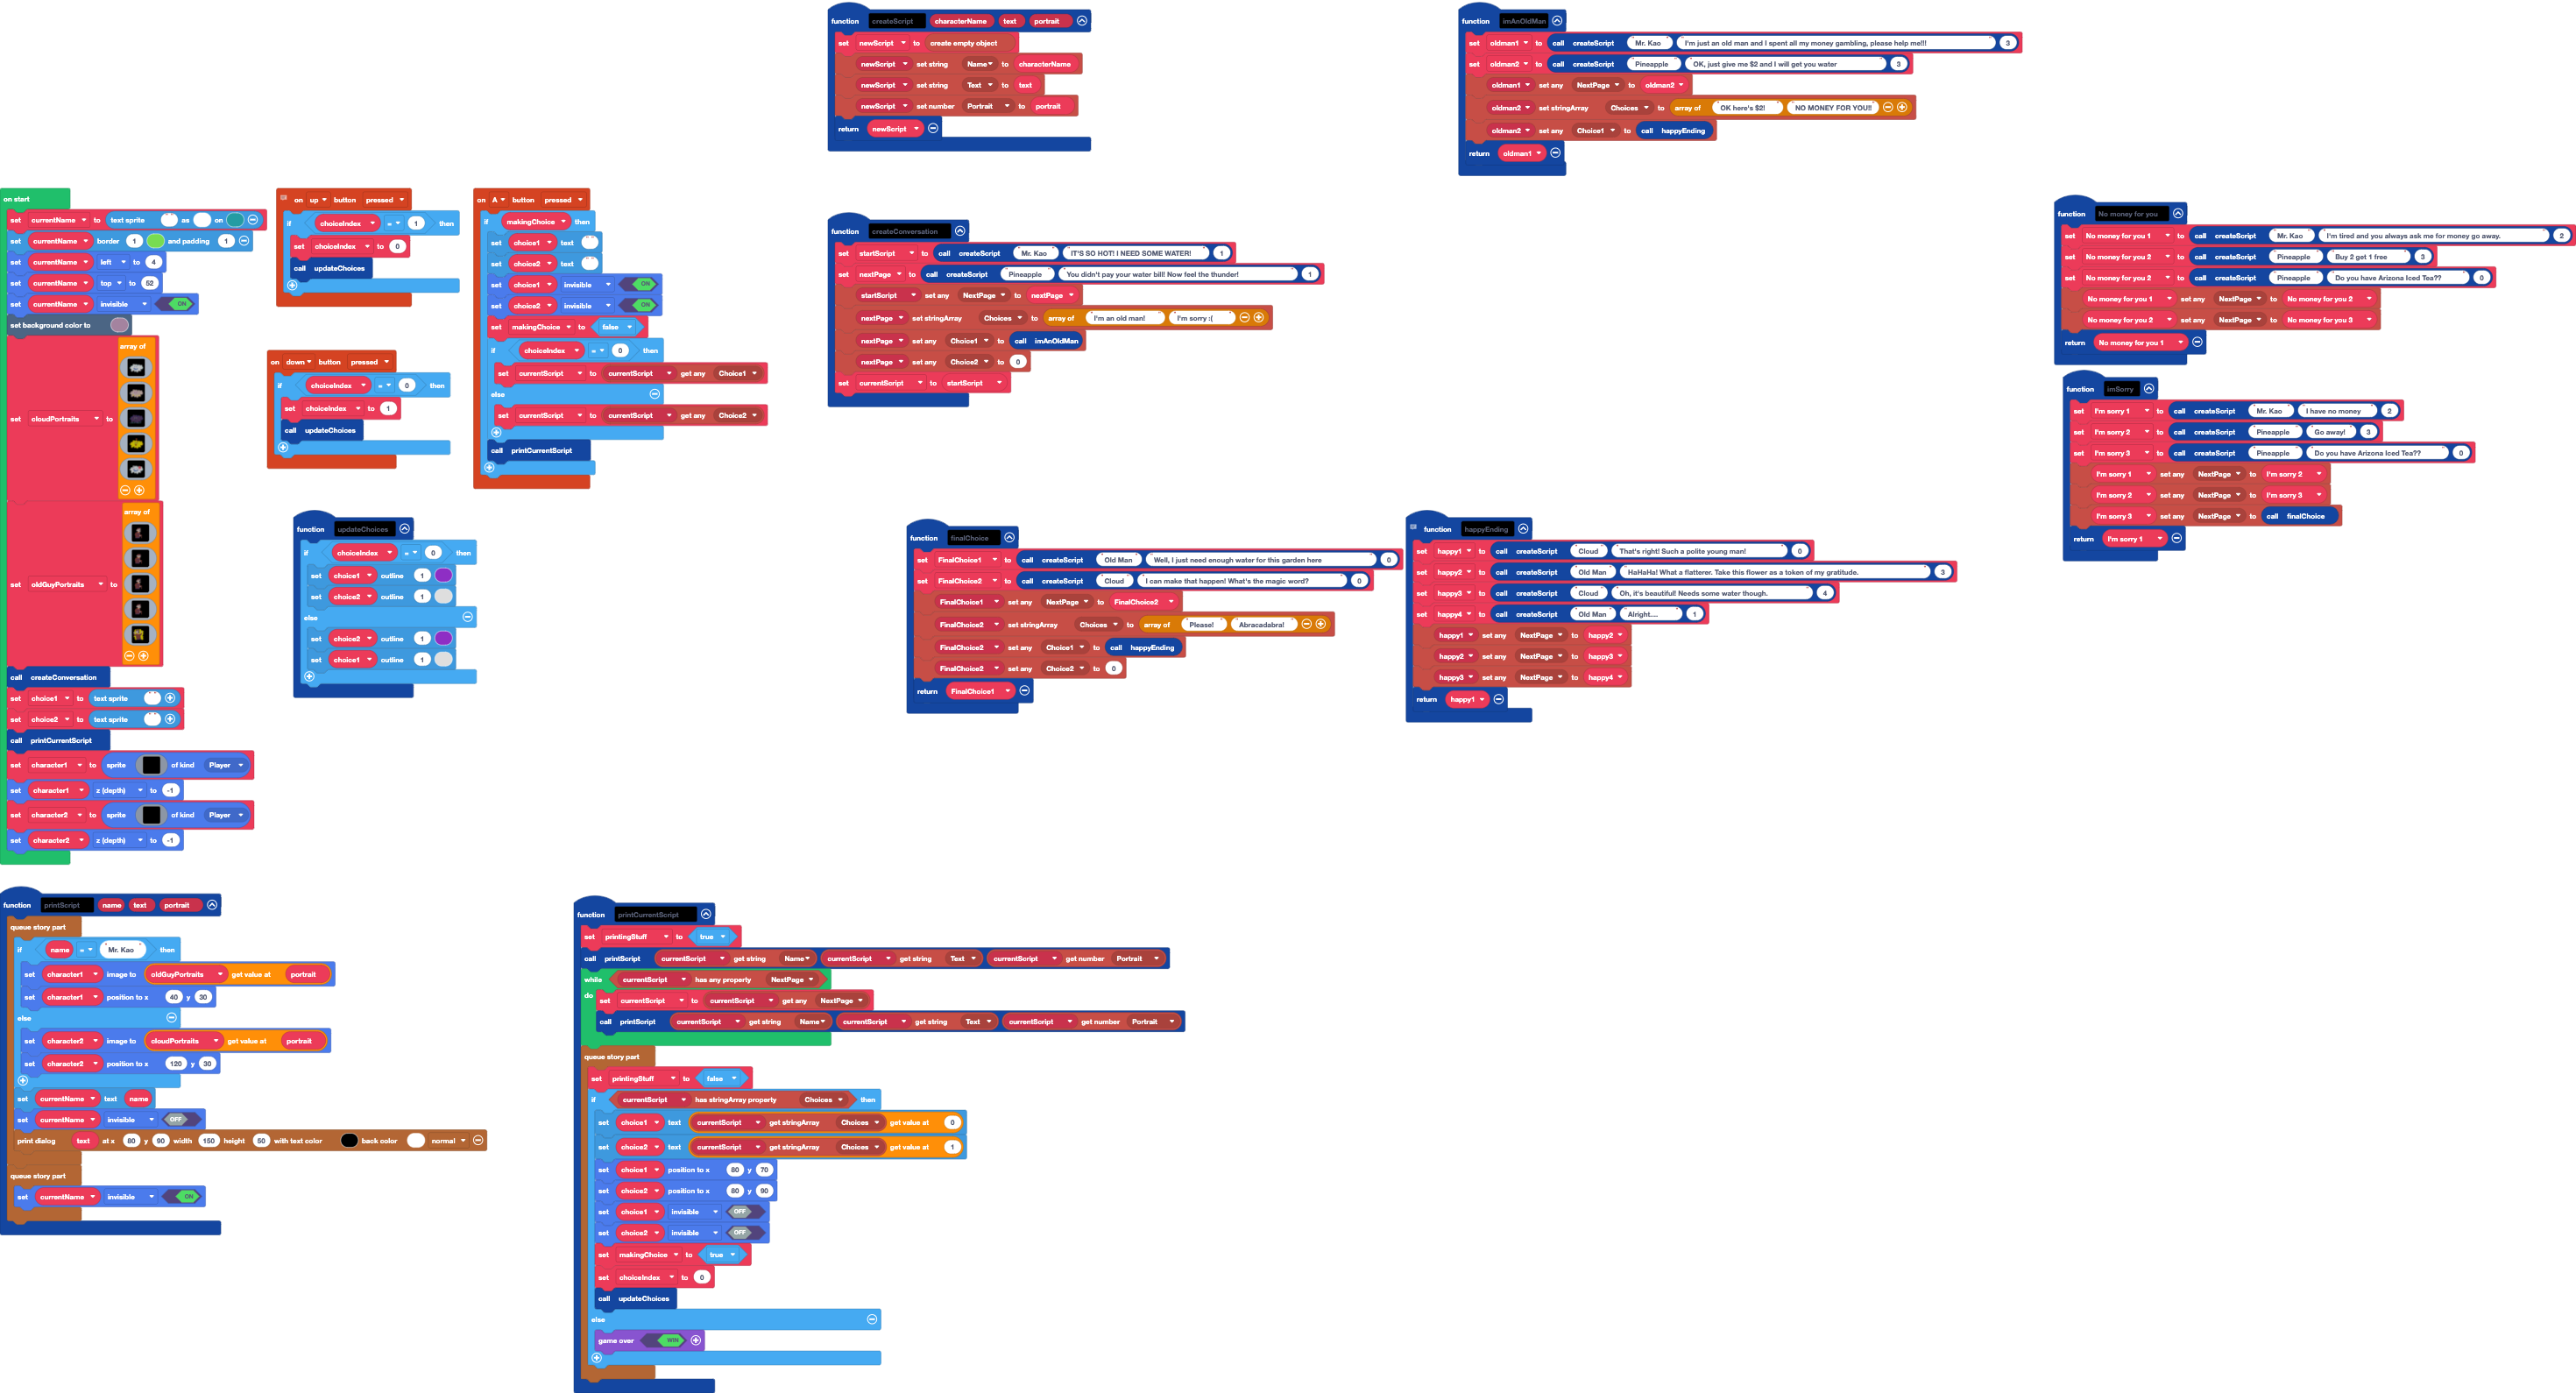 function createScript characterName text portrait
set newScript to create empty object
newScript set string Name to characterName
newScript set string Text to text
newScript set number Portrait to portrait
return newScript
function imAnOldMan
set oldman1 to call createScript Mr. Kao I'm just an old man and I spent all my money gambling, please help me!!! 3
set oldman2 to call createScript Pineapple OK, just give me $2 and I will get you water 3
oldman1 set any NextPage to oldman2
oldman2 set stringArray Choices to array of OK here's $2! NO MONEY FOR YOU!!
oldman2 set any Choice1 to call happyEnding
return oldman1
on start
set currentName to text sprite " " as on
set currentName border 1 and padding 1
set currentName left to 4
set currentName top to 52
set currentName invisible ON
set background color to
set cloudPortraits to array of
set oldGuyPortraits to array of
call createConversation
set choice1 to text sprite " "
set choice2 to text sprite " "
call printCurrentScript
set character1 to sprite of kind Player
set character1 z (depth) to -1
set character2 to sprite of kind Player
set character2 z (depth) to -1
on up button pressed
if choiceIndex = 1 then
set choiceIndex to 0
call updateChoices
on down button pressed
if choiceIndex = 0 then
set choiceIndex to 1
call updateChoices
on A button pressed
if makingChoice then
set choice1 text " "
set choice2 text " "
set choice1 invisible ON
set choice2 invisible ON
set makingChoice to false
if choiceIndex = 0 then
set currentScript to currentScript get any Choice1
else
set currentScript to currentScript get any Choice2
call printCurrentScript
function updateChoices
if choiceIndex = 0 then
set choice1 outline 1
set choice2 outline 1
else
set choice2 outline 1
set choice1 outline 1
function createConversation
set startScript to call createScript Mr. Kao IT'S SO HOT! I NEED SOME WATER! 1
set nextPage to call createScript Pineapple You didn't pay your water bill! Now feel the thunder! 1
startScript set any NextPage to nextPage
nextPage set stringArray Choices to array of I'm an old man! I'm sorry :(
nextPage set any Choice1 to call imAnOldMan
nextPage set any Choice2 to 0
set currentScript to startScript
function No money for you
set No money for you 1 to call createScript Mr. Kao I'm tired and you always ask me for money go away. 2
set No money for you 2 to call createScript Pineapple Buy 2 get 1 free 3
set No money for you 2 to call createScript Pineapple Do you have Arizona Iced Tea?? 0
No money for you 1 set any NextPage to No money for you 2
No money for you 2 set any NextPage to No money for you 3
return No money for you 1
function imSorry
set I'm sorry 1 to call createScript Mr. Kao I have no money 2
set I'm sorry 2 to call createScript Pineapple Go away! 3
set I'm sorry 3 to call createScript Pineapple Do you have Arizona Iced Tea?? 0
I'm sorry 1 set any NextPage to I'm sorry 2
I'm sorry 2 set any NextPage to I'm sorry 3
I'm sorry 3 set any NextPage to call finalChoice
return I'm sorry 1
function finalChoice
set FinalChoice1 to call createScript Old Man Well, I just need enough water for this garden here 0
set FinalChoice2 to call createScript Cloud I can make that happen! What's the magic word? 0
FinalChoice1 set any NextPage to FinalChoice2
FinalChoice2 set stringArray Choices to array of Please! Abracadabra!
FinalChoice2 set any Choice1 to call happyEnding
FinalChoice2 set any Choice2 to 0
return FinalChoice1
function happyEnding
set happy1 to call createScript Cloud That's right! Such a polite young man! 0
set happy2 to call createScript Old Man HaHaHa! What a flatterer. Take this flower as a token of my gratitude. 3
set happy3 to call createScript Cloud Oh, it's beautiful! Needs some water though. 4
set happy4 to call createScript Old Man Alright.... 1
happy1 set any NextPage to happy2
happy2 set any NextPage to happy3
happy3 set any NextPage to happy4
return happy1
function printScript name text portrait
queue story part
if name = Mr. Kao then
set character1 image to oldGuyPortraits get value at portrait
set character1 position to x 40 y 30
else
set character2 image to cloudPortraits get value at portrait
set character2 position to x 120 y 30
set currentName text name
set currentName invisible OFF
print dialog text at x 80 y 90 width 150 height 50 with text color back color normal
queue story part
set currentName invisible ON
function printCurrentScript
set printingStuff to true
call printScript currentScript get string Name currentScript get string Text currentScript get number Portrait
while currentScript has any property NextPage
do set currentScript to currentScript get any NextPage
call printScript currentScript get string Name currentScript get string Text currentScript get number Portrait
queue story part
set printingStuff to false
if currentScript has stringArray property Choices then
set choice1 text currentScript get stringArray Choices get value at 0
set choice2 text currentScript get stringArray Choices get value at 1
set choice1 position to x 80 y 70
set choice2 position to x 80 y 90
set choice1 invisible OFF
set choice2 invisible OFF
set makingChoice to true
set choiceIndex to 0
call updateChoices
else
game over WIN